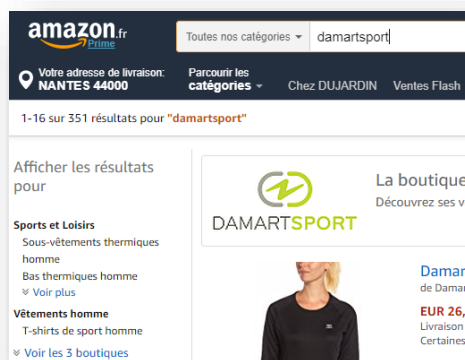 amazon.fr
Prime
Toutes nos catégories
damartsport
Votre adresse de livraison:
NANTES 44000
Parcourir les
catégories
Chez DUJARDIN
Ventes Flash
1-16 sur 351 résultats pour "damartsport"
Afficher les résultats
pour
Sports et Loisirs
Sous-vêtements thermiques
homme
Bas thermiques homme
Voir plus
Vêtements homme
T-shirts de sport homme
Voir les 3 boutiques
DAMARTSPORT
La boutique
Découvrez ses v
Damar
de Damar
EUR 26,
Livraison
Certaines